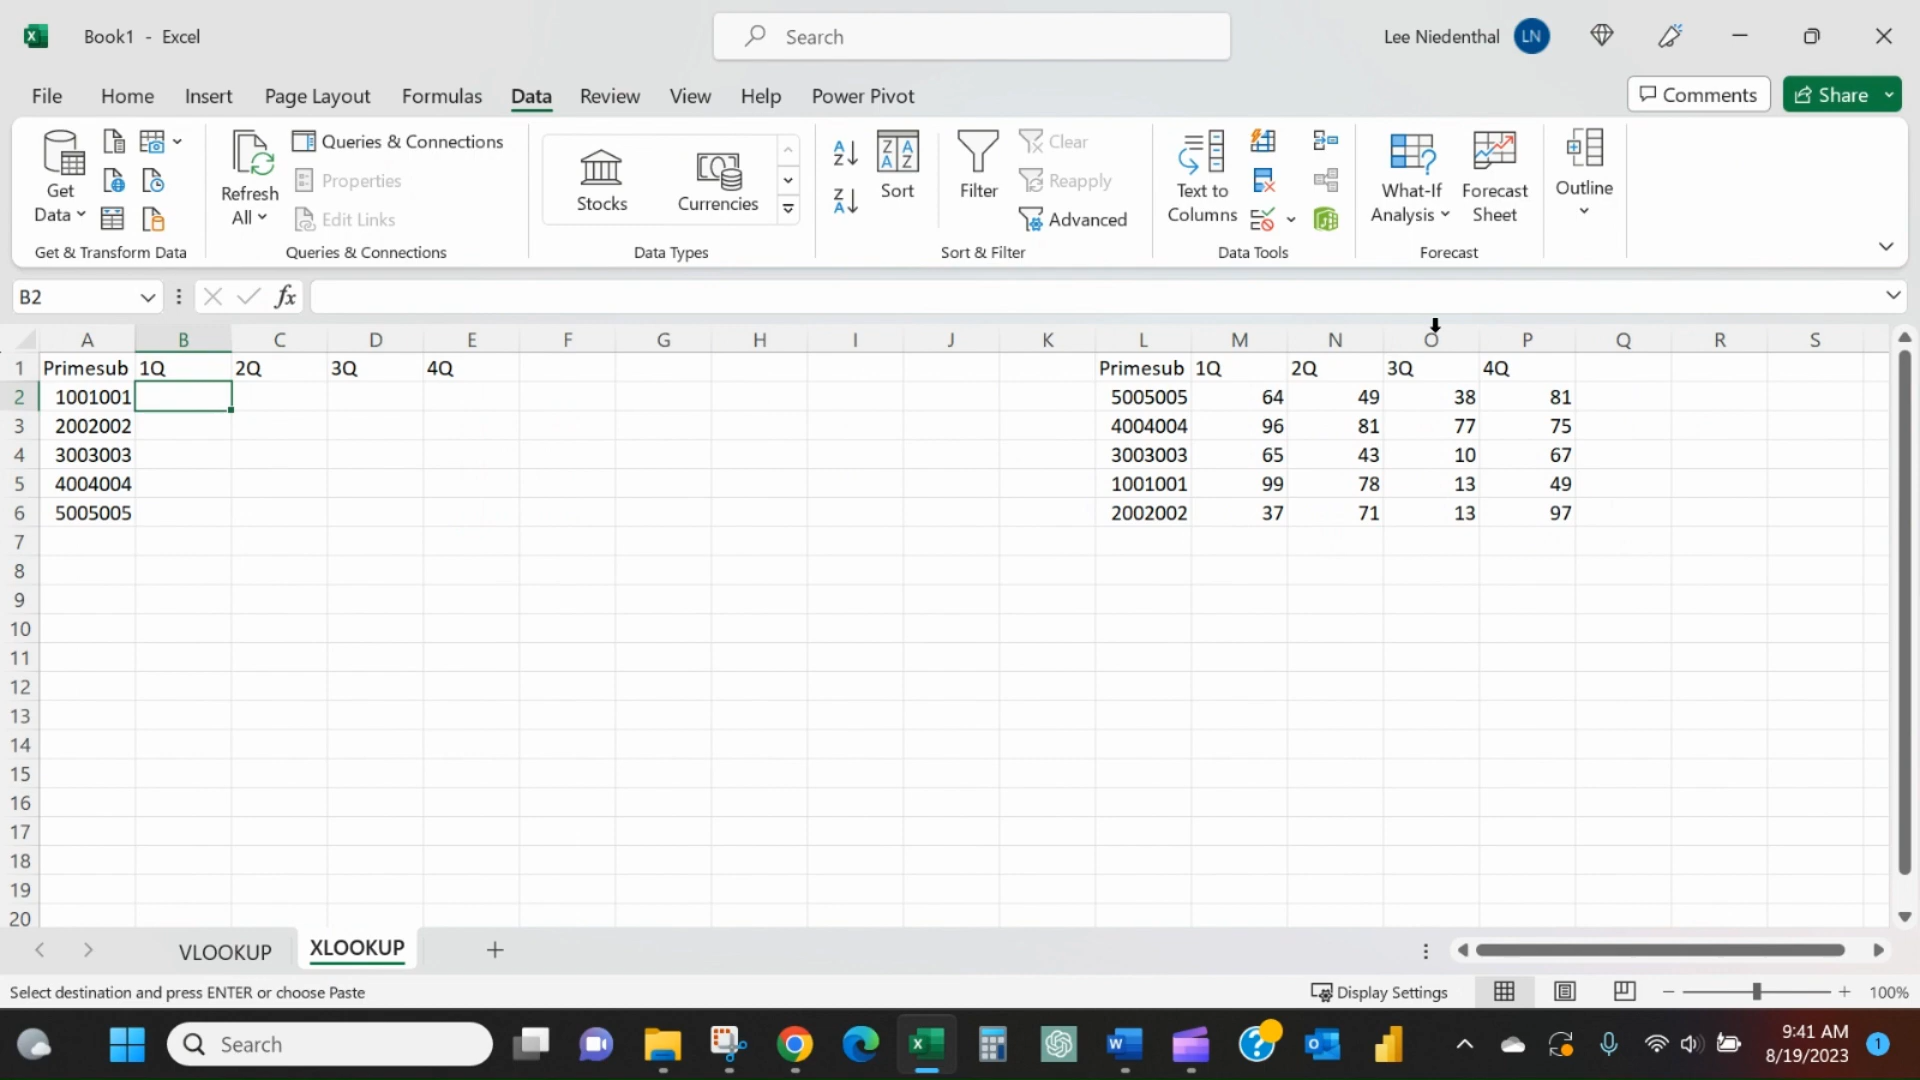 Book1 - Excel
Search
Lee Niedenthal
LN
File Home Insert Page Layout Formulas Data Review View Help Power Pivot
Comments
Share
Get Data
Get & Transform Data
Refresh All
Queries & Connections
Properties
Edit Links
Queries & Connections
Stocks
Currencies
Data Types
Sort
Filter
Clear
Reapply
Advanced
Sort & Filter
Text to Columns
Data Tools
What-If Analysis
Forecast Sheet
Forecast
Outline
B2
fx
A B C D E F G H I J K L M N O P Q R S
1 Primesub 1Q 2Q 3Q 4Q Primesub 1Q 2Q 3Q 4Q
2 1001001 5005005 64 49 38 81
3 2002002 4004004 96 81 77 75
4 3003003 3003003 65 43 10 67
5 4004004 1001001 99 78 13 49
6 5005005 2002002 37 71 13 97
7
8
9
10
11
12
13
14
15
16
17
18
19
20
VLOOKUP XLOOKUP
Select destination and press ENTER or choose Paste
Display Settings
100%
Search
9:41 AM
8/19/2023
1